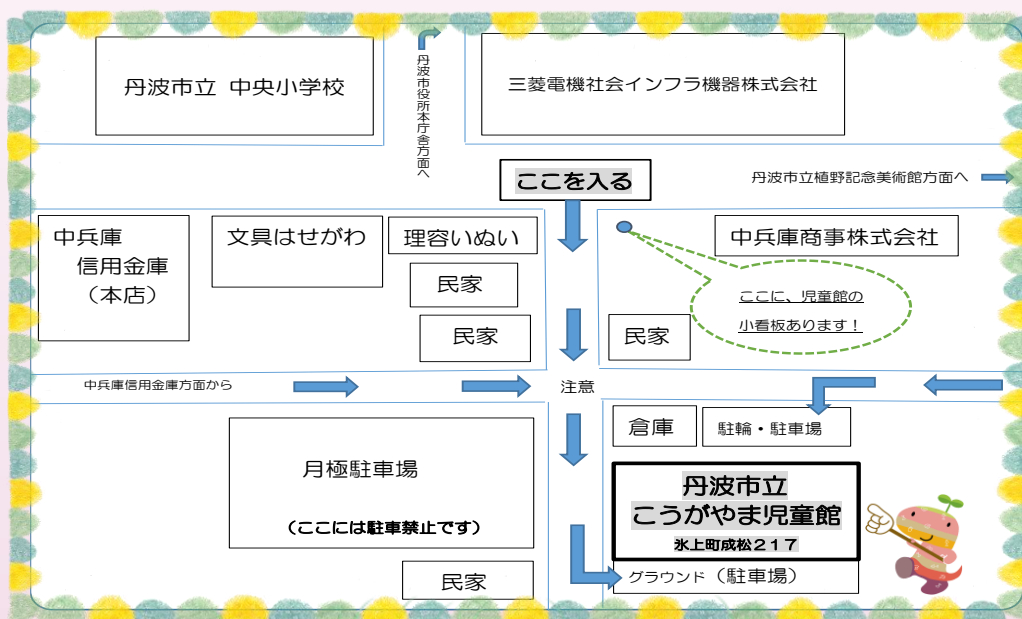 丹波市立 中央小学校
丹波市役所本庁舎方面へ
三菱電機社会インフラ機器株式会社
ここを入る
丹波市立植野記念美術館方面へ
中兵庫
信用金庫
（本店）
文具はせがわ
理容いぬい
中兵庫商事株式会社
民家
ここに、児童館の
小看板あります！
民家
民家
中兵庫信用金庫方面から
注意
倉庫
駐輪・駐車場
月極駐車場
（ここには駐車禁止です）
丹波市立
こうがやま児童館
氷上町成松２１７
民家
グラウンド（駐車場）